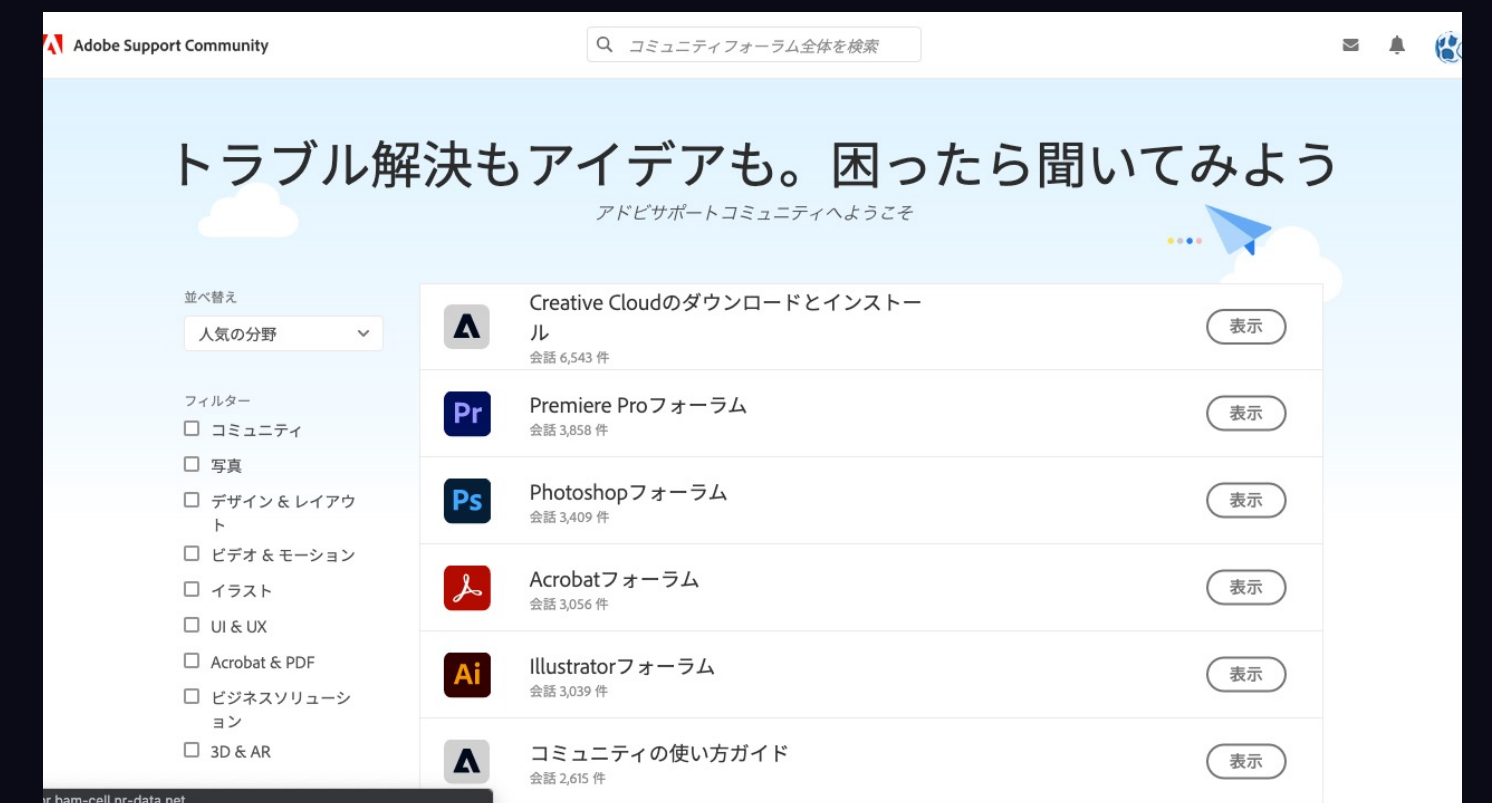 Adobe Support Community
コミュニティフォーラム全体を検索
トラブル解決もアイデアも。困ったら聞いてみよう
アドビサポートコミュニティへようこそ
並べ替え
人気の分野
フィルター
コミュニティ
写真
デザイン & レイアウ
ト
ビデオ & モーション
イラスト
UI & UX
Acrobat & PDF
ビジネスソリューシ
ョン
3D & AR
Creative Cloudのダウンロードとインストー
ル
会話 6,543 件
表示
Pr
Premiere Proフォーラム
会話 3,858 件
表示
Ps
Photoshopフォーラム
会話 3,409 件
表示
Acrobatフォーラム
会話 3,056 件
表示
Ai
Illustratorフォーラム
会話 3,039 件
表示
コミュニティの使い方ガイド
会話 2,615 件
表示
bam-cell.nr-data.net